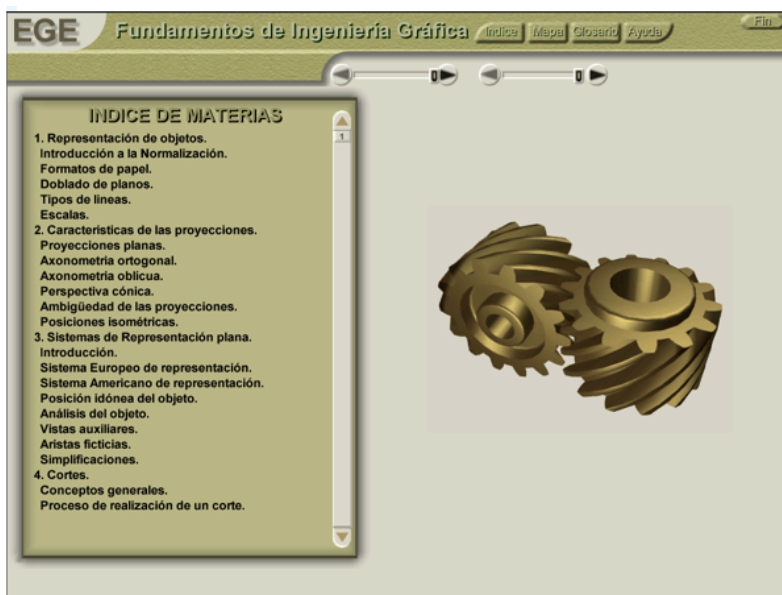 EGE
Fundamentos de Ingeniería Gráfica
Indice
Mapa
Glosario
Ayuda
Fin
INDICE DE MATERIAS
1
1. Representación de objetos.
Introducción a la Normalización.
Formatos de papel.
Doblado de planos.
Tipos de lineas.
Escalas.
2. Características de las proyecciones.
Proyecciones planas.
Axonometria ortogonal.
Axonometria oblicua.
Perspectiva cónica.
Ambigüedad de las proyecciones.
Posiciones isométricas.
3. Sistemas de Representación plana.
Introducción.
Sistema Europeo de representación.
Sistema Americano de representación.
Posición idónea del objeto.
Análisis del objeto.
Vistas auxiliares.
Aristas ficticias.
Simplificaciones.
4. Cortes.
Conceptos generales.
Proceso de realización de un corte.